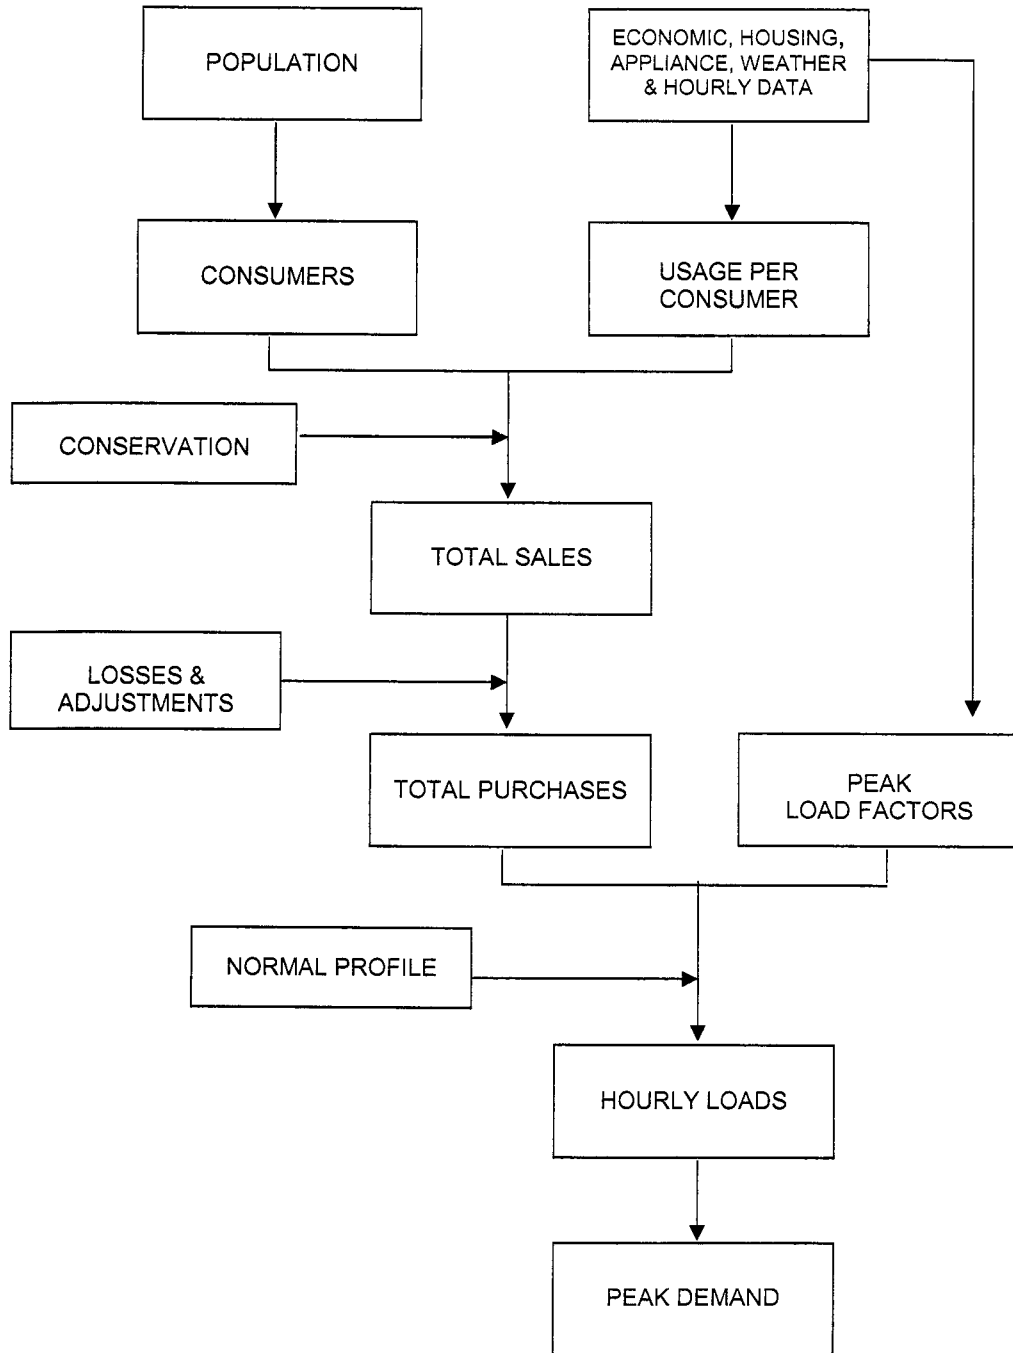 POPULATION
ECONOMIC, HOUSING,
APPLIANCE, WEATHER
& HOURLY DATA
CONSUMERS
USAGE PER
CONSUMER
CONSERVATION
TOTAL SALES
LOSSES &
ADJUSTMENTS
TOTAL PURCHASES
PEAK
LOAD FACTORS
NORMAL PROFILE
HOURLY LOADS
PEAK DEMAND